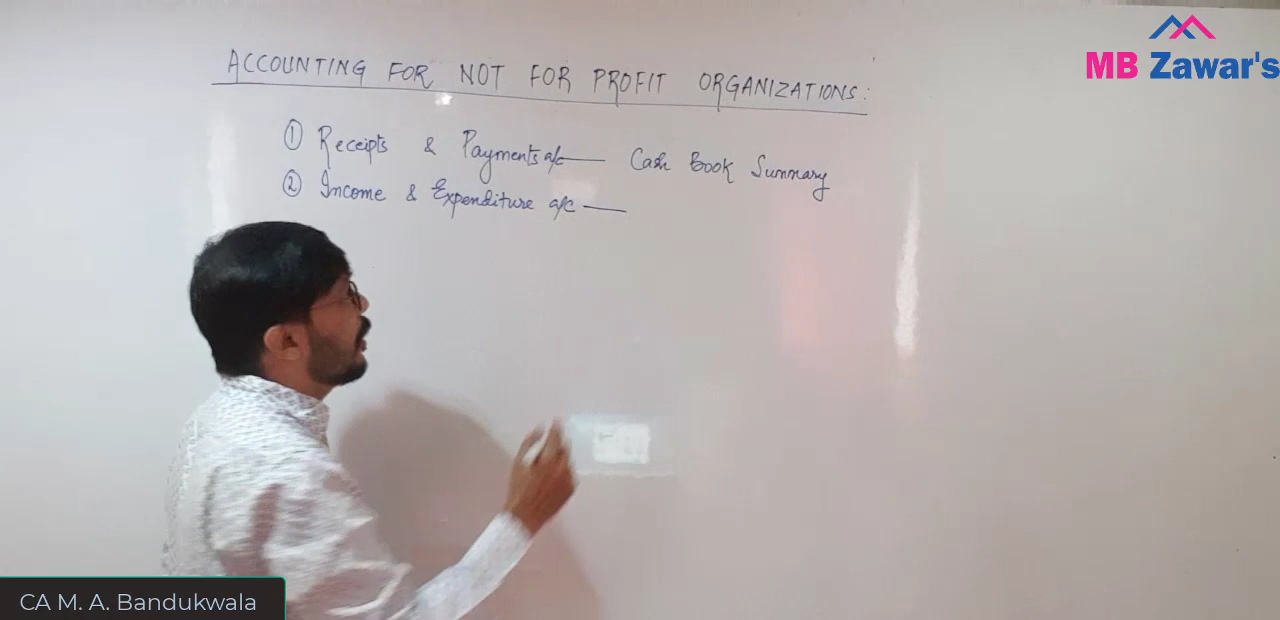 MB Zawar's
ACCOUNTING FOR NOT FOR PROFIT ORGANIZATIONS:
① Receipts & Payments a/c — Cash Book Summary
② Income & Expenditure a/c —
CA M. A. Bandukwala